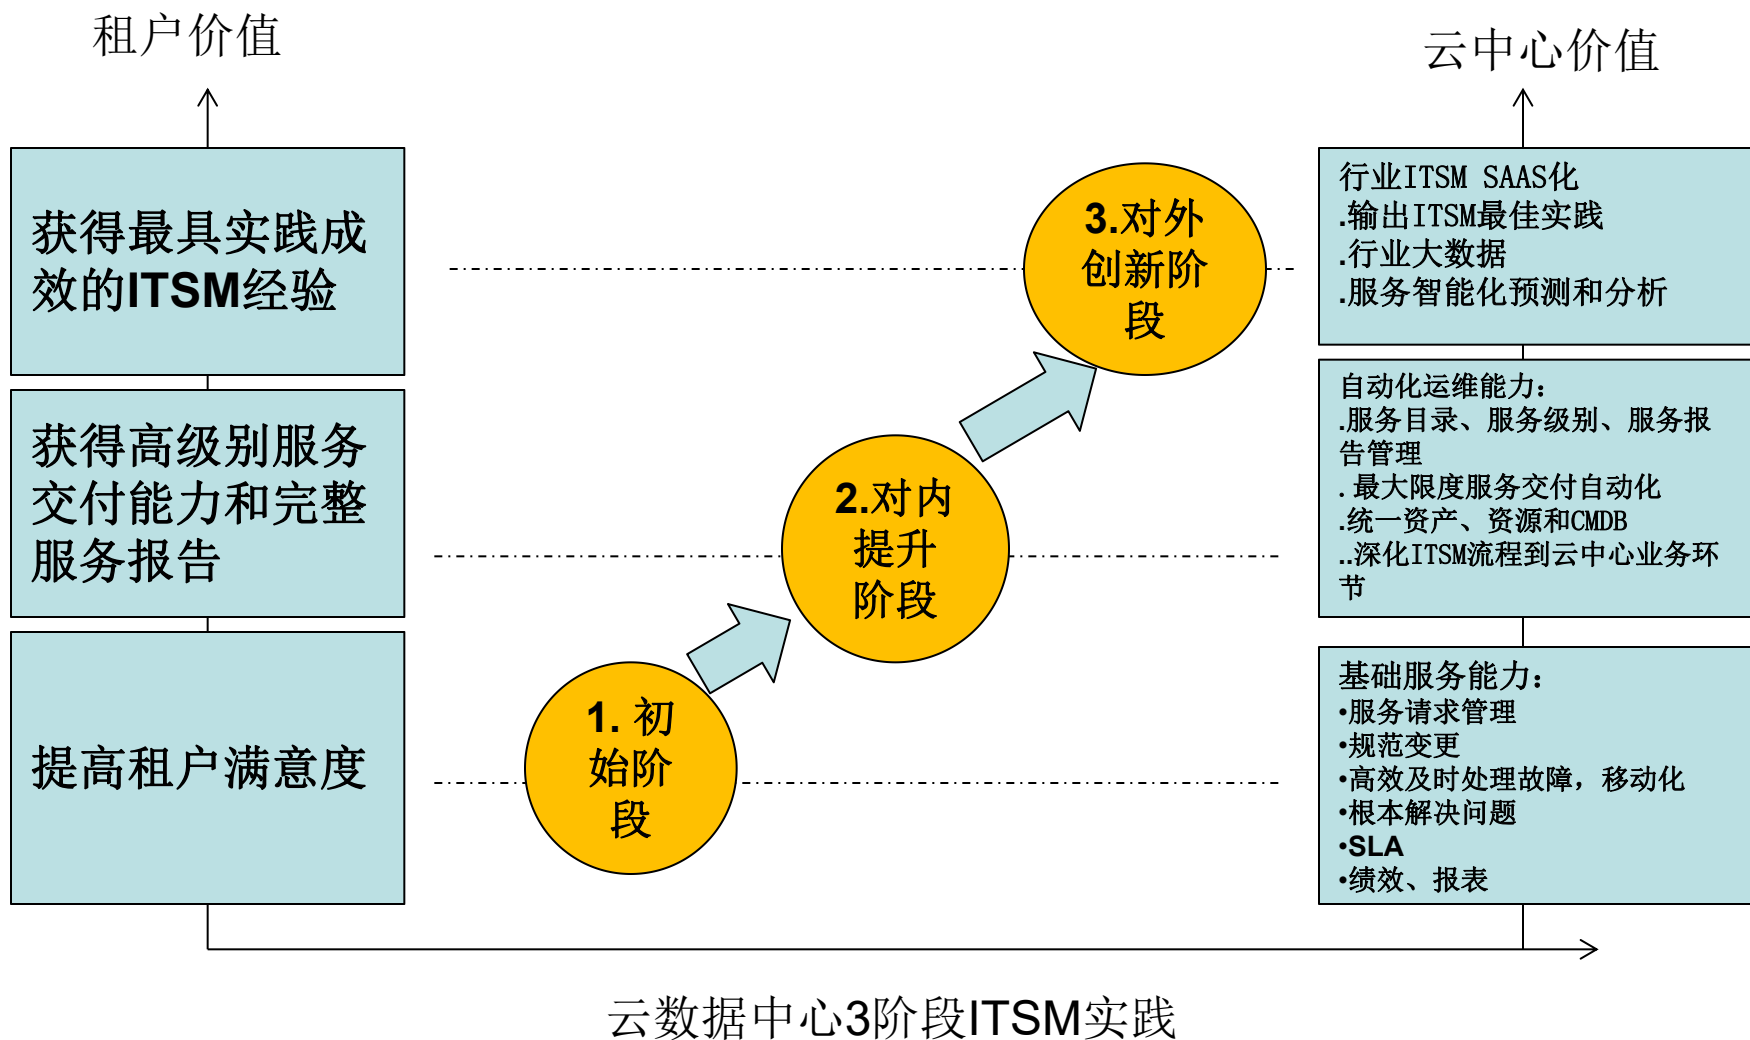 租户价值
云中心价值
获得最具实践成
效的ITSM经验
获得高级别服务
交付能力和完整
服务报告
提高租户满意度
3.对外
创新阶
段
2.对内
提升
阶段
1. 初
始阶
段
行业ITSM SAAS化
.输出ITSM最佳实践
.行业大数据
.服务智能化预测和分析
自动化运维能力：
.服务目录、服务级别、服务报
告管理
. 最大限度服务交付自动化
.统一资产、资源和CMDB
..深化ITSM流程到云中心业务环
节
基础服务能力：
•服务请求管理
•规范变更
•高效及时处理故障，移动化
•根本解决问题
•SLA
•绩效、报表
云数据中心3阶段ITSM实践